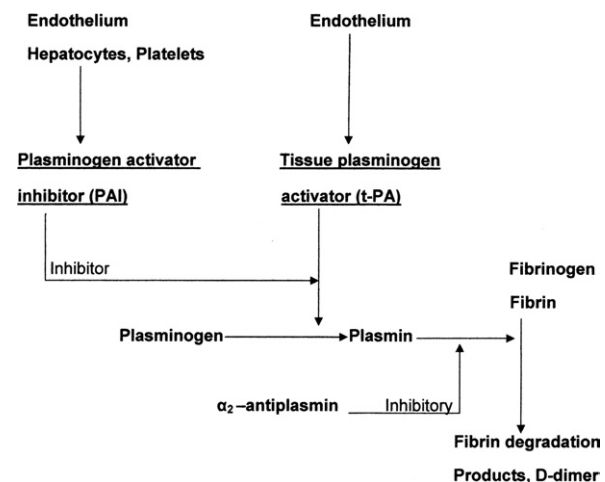 Endothelium
Hepatocytes, Platelets
Endothelium
Plasminogen activator
inhibitor (PAI)
Tissue plasminogen
activator (t-PA)
Inhibitor
Fibrinogen
Fibrin
Plasminogen
Plasmin
α₂–antiplasmin
Inhibitory
Fibrin degradation
Products, D-dimer